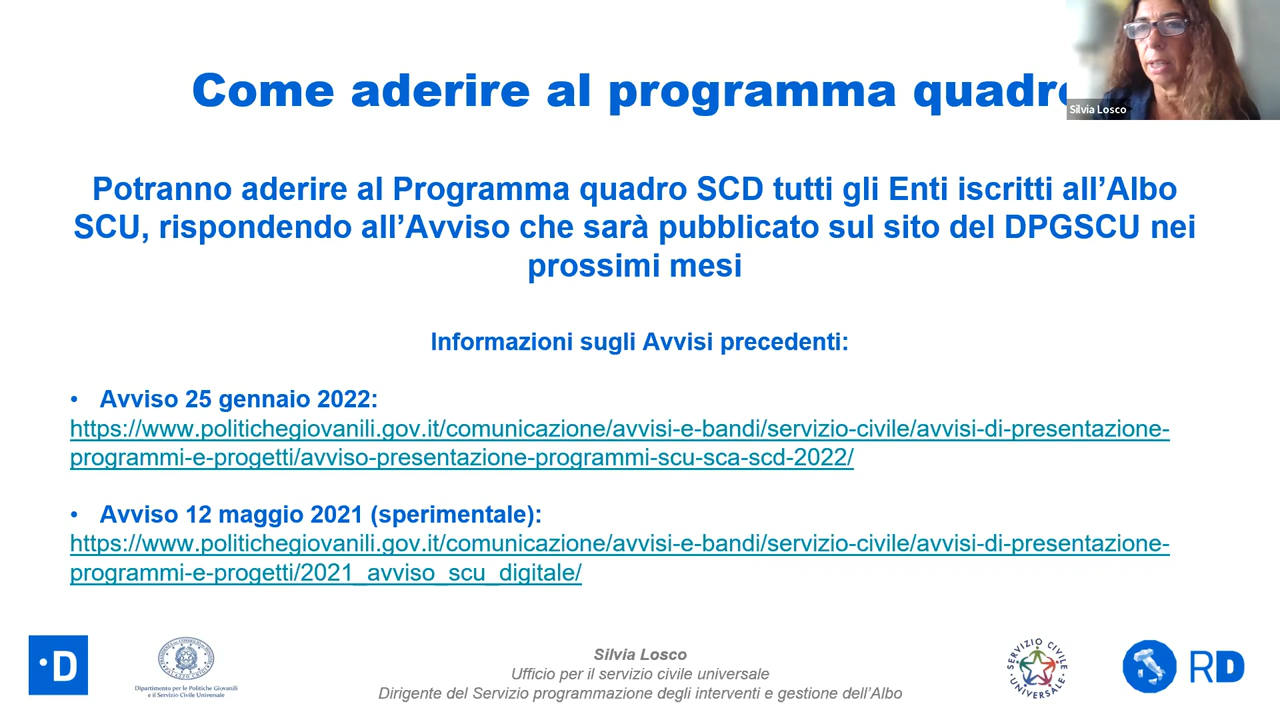 Come aderire al programma quadro
Silvia Losco
Potranno aderire al Programma quadro SCD tutti gli Enti iscritti all’Albo
SCU, rispondendo all’Avviso che sarà pubblicato sul sito del DPGSCU nei
prossimi mesi
Informazioni sugli Avvisi precedenti:
• Avviso 25 gennaio 2022:
https://www.politichegiovanili.gov.it/comunicazione/avvisi-e-bandi/servizio-civile/avvisi-di-presentazione-
programmi-e-progetti/avviso-presentazione-programmi-scu-sca-scd-2022/
• Avviso 12 maggio 2021 (sperimentale):
https://www.politichegiovanili.gov.it/comunicazione/avvisi-e-bandi/servizio-civile/avvisi-di-presentazione-
programmi-e-progetti/2021_avviso_scu_digitale/
D
Dipartimento per le Politiche Giovanili
e il Servizio Civile Universale
Silvia Losco
Ufficio per il servizio civile universale
Dirigente del Servizio programmazione degli interventi e gestione dell’Albo
SERVIZIO CIVILE
UNIVERSALE
RD